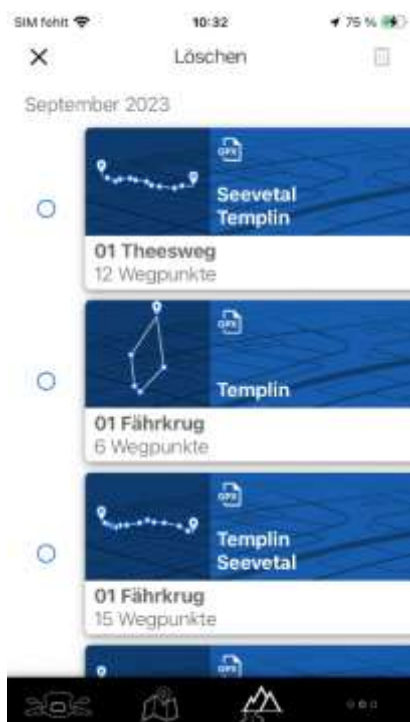 SIM fehlt
10:32
75 %
Löschen
September 2023
GPX
Seevetal
Templin
01 Theesweg
12 Wegpunkte
GPX
Templin
01 Fährkrug
6 Wegpunkte
GPX
Templin
Seevetal
01 Fährkrug
15 Wegpunkte
GPX